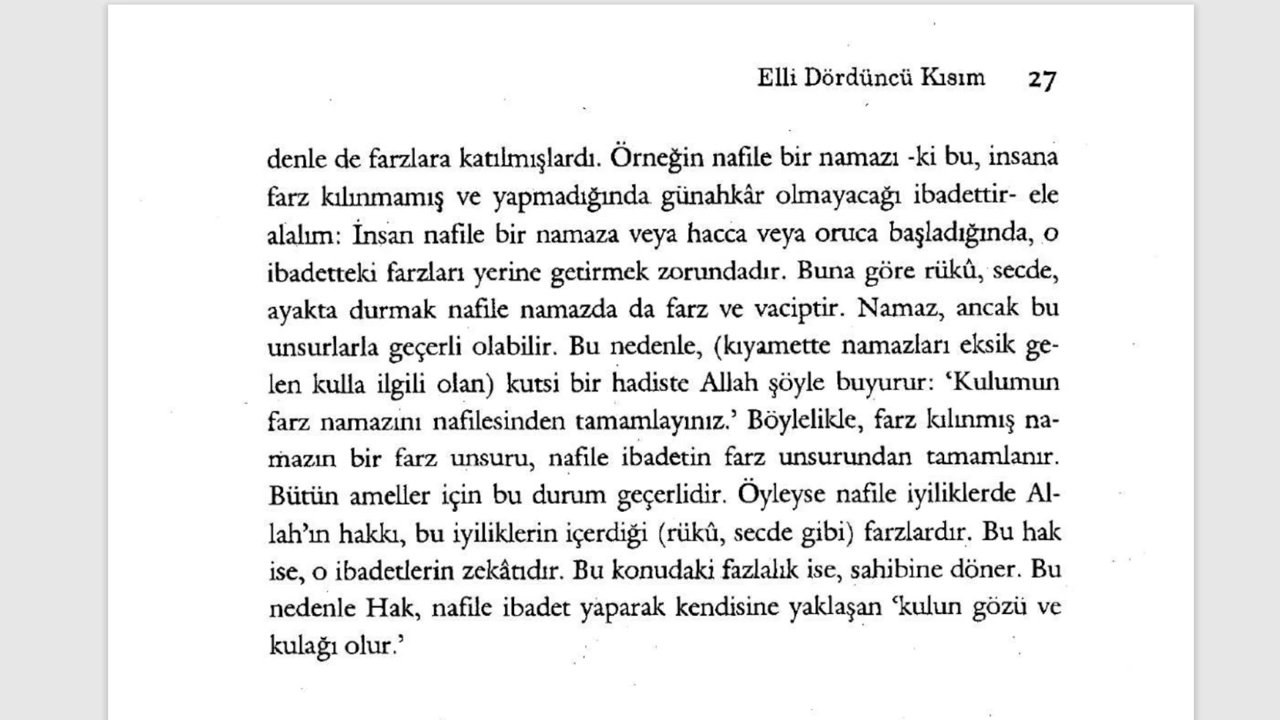 Elli Dördüncü Kısım 27
denle de farzlara katılmışlardı. Örneğin nafile bir namazı -ki bu, insana
farz kılınmamış ve yapmadığında günahkâr olmayacağı ibadettir- ele
alalım: İnsan nafile bir namaza veya hacca veya oruca başladığında, o
ibadetteki farzları yerine getirmek zorundadır. Buna göre rükû, secde,
ayakta durmak nafile namazda da farz ve vaciptir. Namaz, ancak bu
unsurlarla geçerli olabilir. Bu nedenle, (kıyamette namazları eksik ge-
len kulla ilgili olan) kutsi bir hadiste Allah şöyle buyurur: ‘Kulumun
farz namazını nafilesinden tamamlayınız.’ Böylelikle, farz kılınmış na-
mazın bir farz unsuru, nafile ibadetin farz unsurundan tamamlanır.
Bütün ameller için bu durum geçerlidir. Öyleyse nafile iyiliklerde Al-
lah’ın hakkı, bu iyiliklerin içerdiği (rükû, secde gibi) farzlardır. Bu hak
ise, o ibadetlerin zekâtıdır. Bu konudaki fazlalık ise, sahibine döner. Bu
nedenle Hak, nafile ibadet yaparak kendisine yaklaşan ‘kulun gözü ve
kulağı olur.’